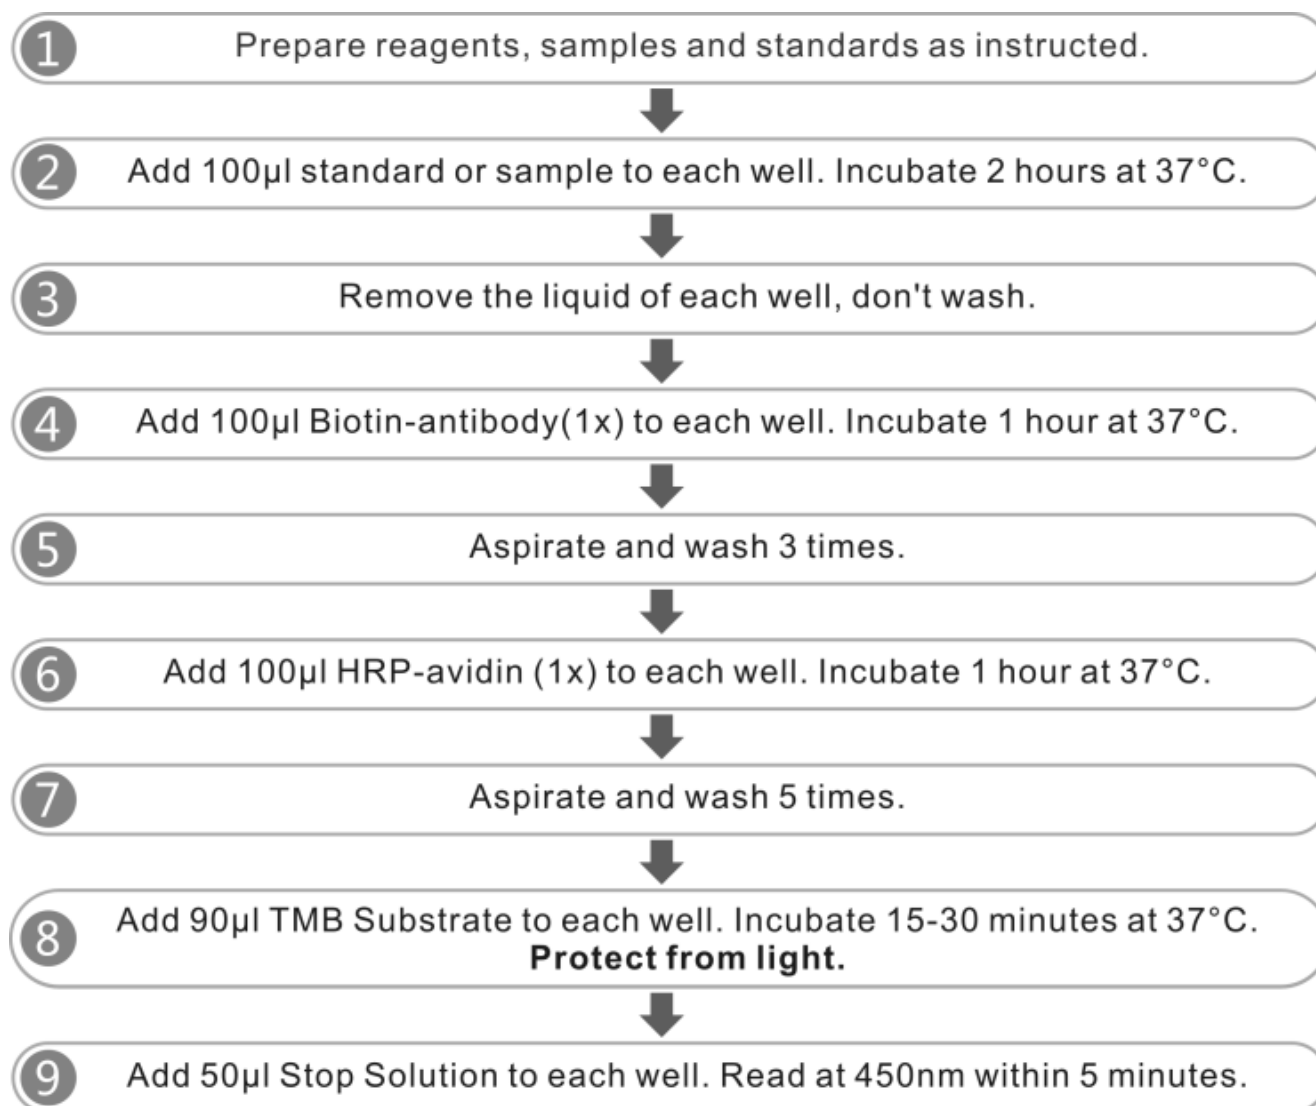 1 Prepare reagents, samples and standards as instructed.
2 Add 100µl standard or sample to each well. Incubate 2 hours at 37°C.
3 Remove the liquid of each well, don't wash.
4 Add 100µl Biotin-antibody(1x) to each well. Incubate 1 hour at 37°C.
5 Aspirate and wash 3 times.
6 Add 100µl HRP-avidin (1x) to each well. Incubate 1 hour at 37°C.
7 Aspirate and wash 5 times.
8 Add 90µl TMB Substrate to each well. Incubate 15-30 minutes at 37°C.
Protect from light.
9 Add 50µl Stop Solution to each well. Read at 450nm within 5 minutes.